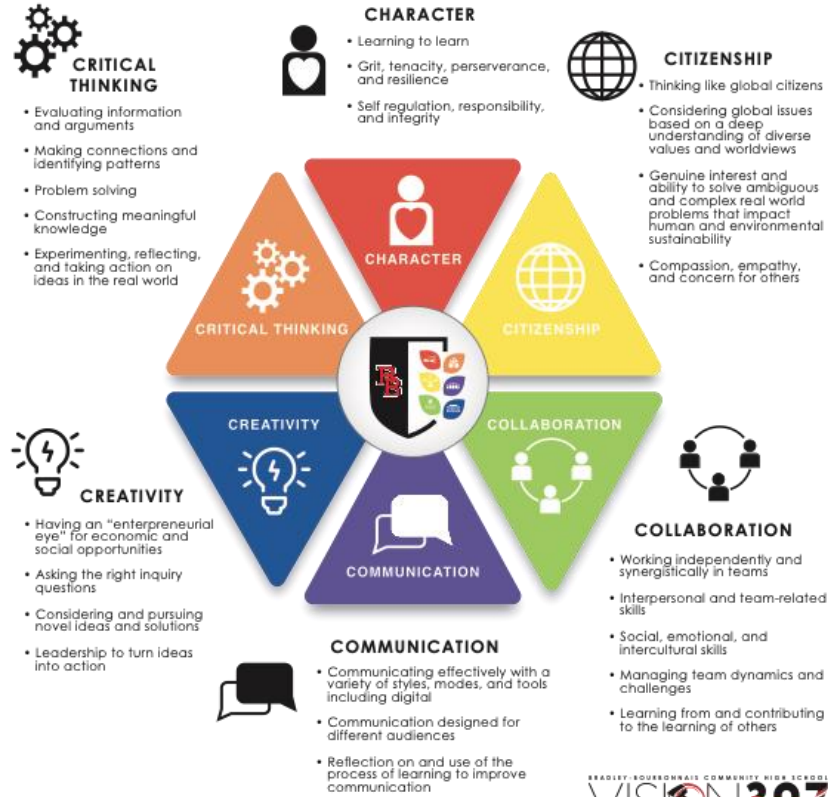 CHARACTER
• Learning to learn
• Grit, tenacity, perserverance,
and resilience
• Self regulation, responsibility,
and integrity
CRITICAL
THINKING
• Evaluating information
and arguments
• Making connections and
identifying patterns
• Problem solving
• Constructing meaningful
knowledge
• Experimenting, reflecting,
and taking action on
ideas in the real world
CITIZENSHIP
• Thinking like global citizens
• Considering global issues
based on a deep
understanding of diverse
values and worldviews
• Genuine interest and
ability to solve ambiguous
and complex real world
problems that impact
human and environmental
sustainability
• Compassion, empathy,
and concern for others
CHARACTER
CRITICAL THINKING
CITIZENSHIP
CREATIVITY
COLLABORATION
COMMUNICATION
CREATIVITY
• Having an “enterpreneurial
eye” for economic and
social opportunities
• Asking the right inquiry
questions
• Considering and pursuing
novel ideas and solutions
• Leadership to turn ideas
into action
COMMUNICATION
• Communicating effectively with a
variety of styles, modes, and tools
including digital
• Communication designed for
different audiences
• Reflection on and use of the
process of learning to improve
communication
COLLABORATION
• Working independently and
synergistically in teams
• Interpersonal and team-related
skills
• Social, emotional, and
intercultural skills
• Managing team dynamics and
challenges
• Learning from and contributing
to the learning of others
BRADLEY-BOURBONNAIS COMMUNITY HIGH SCHOOL
VISION307